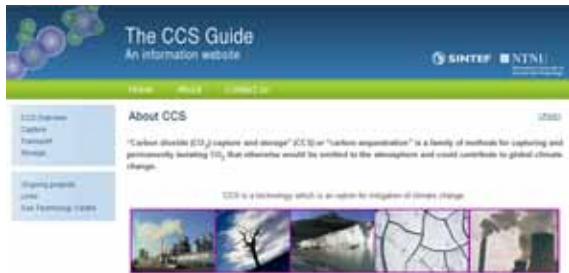 The CCS Guide
An information website
SINTEF NTNU
Home About Contact us
CCS Overview
Capture
Transport
Storage
Ongoing projects
Links
Gas Technology Centre
About CCS
"Carbon dioxide (CO2) capture and storage" (CCS) or "carbon sequestration" is a family of methods for capturing and
permanently isolating CO2 that otherwise would be emitted to the atmosphere and could contribute to global climate
change.
CCS is a technology which is an option for mitigation of climate change